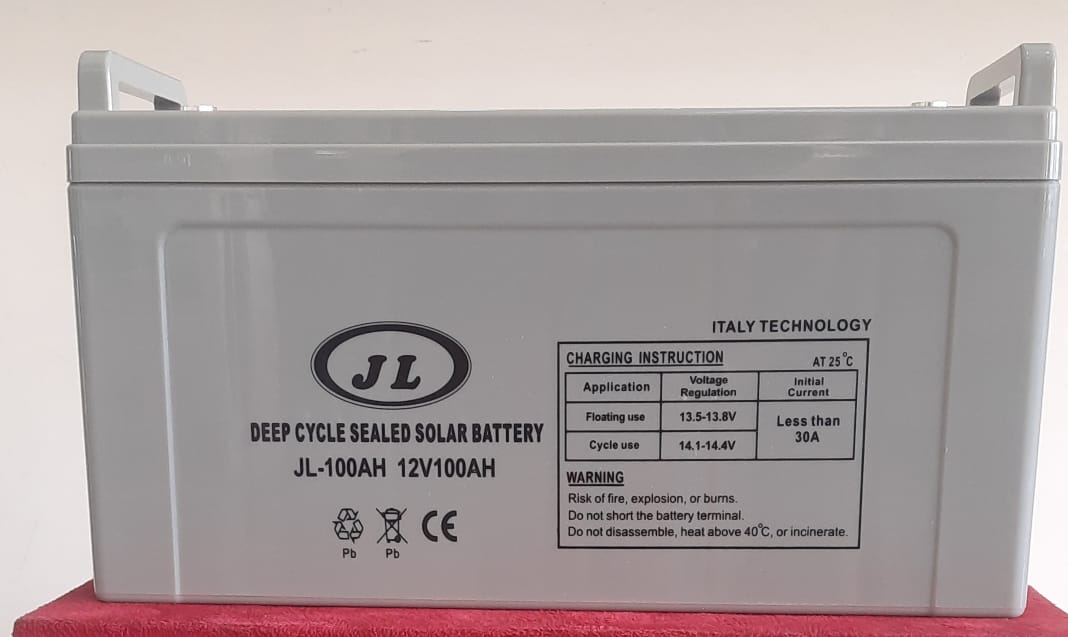 JL
DEEP CYCLE SEALED SOLAR BATTERY
JL-100AH 12V100AH
Pb Pb
CE
ITALY TECHNOLOGY
CHARGING INSTRUCTION AT 25°C
Application Voltage Regulation Initial Current
Floating use 13.5-13.8V Less than 30A
Cycle use 14.1-14.4V
WARNING
Risk of fire, explosion, or burns.
Do not short the battery terminal.
Do not disassemble, heat above 40°C, or incinerate.